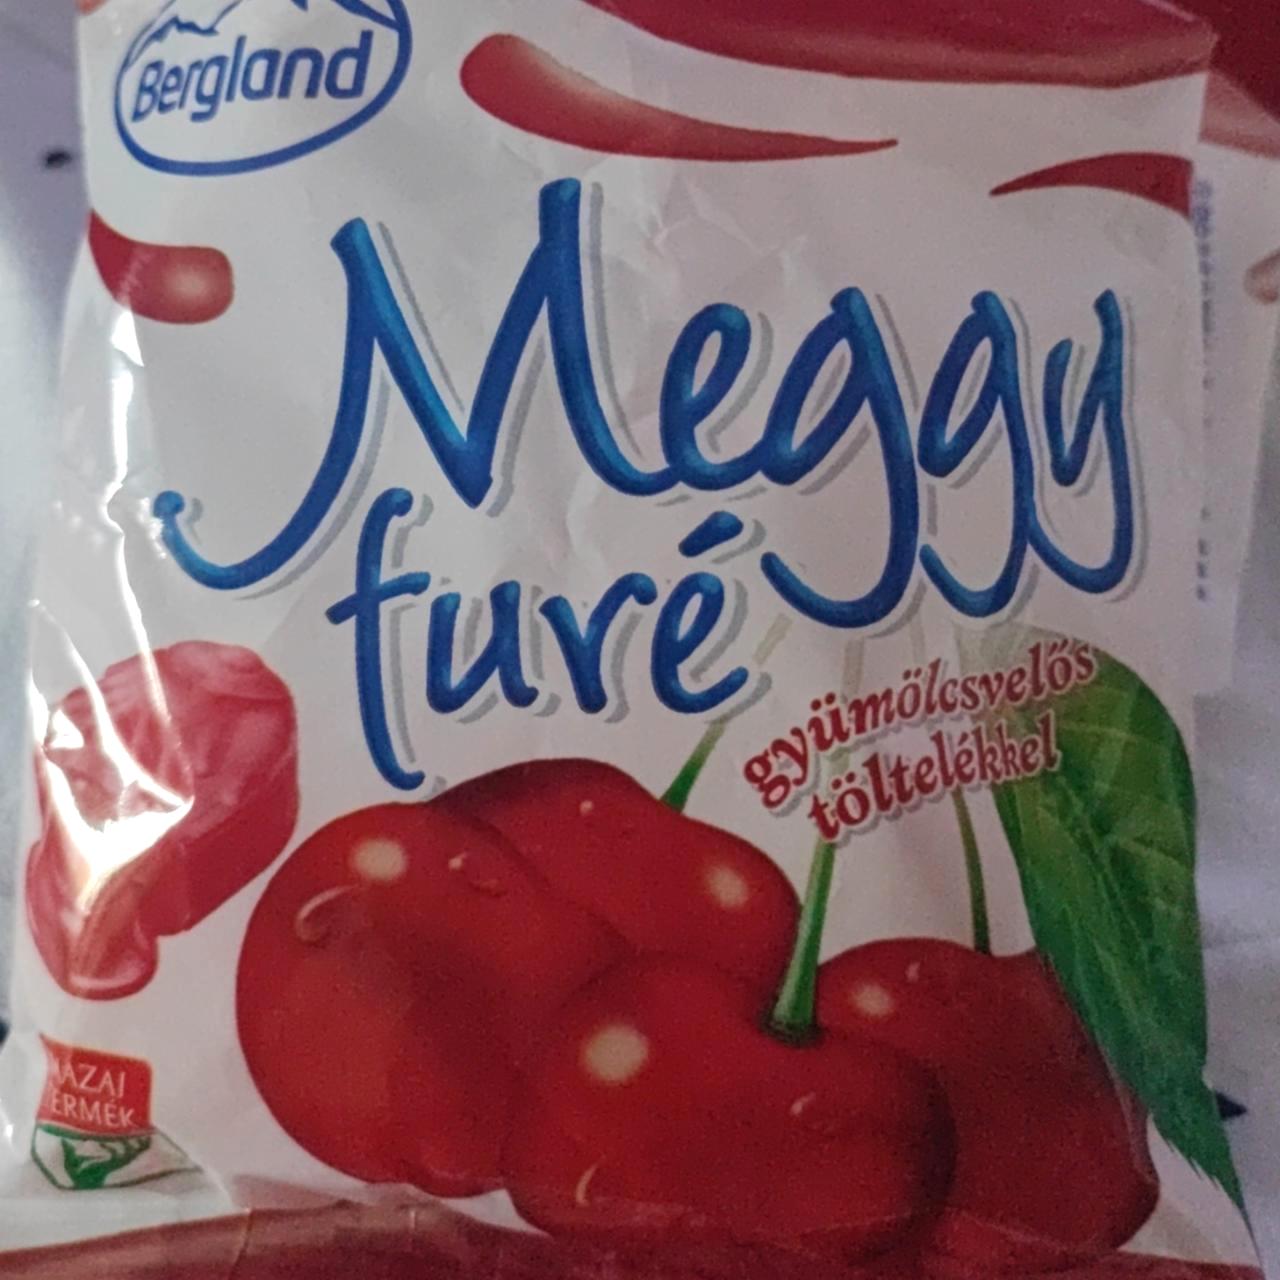 Bergland
Meggy
furé
gyümölcsvelős
töltelékkel
HAZAI
TERMÉK